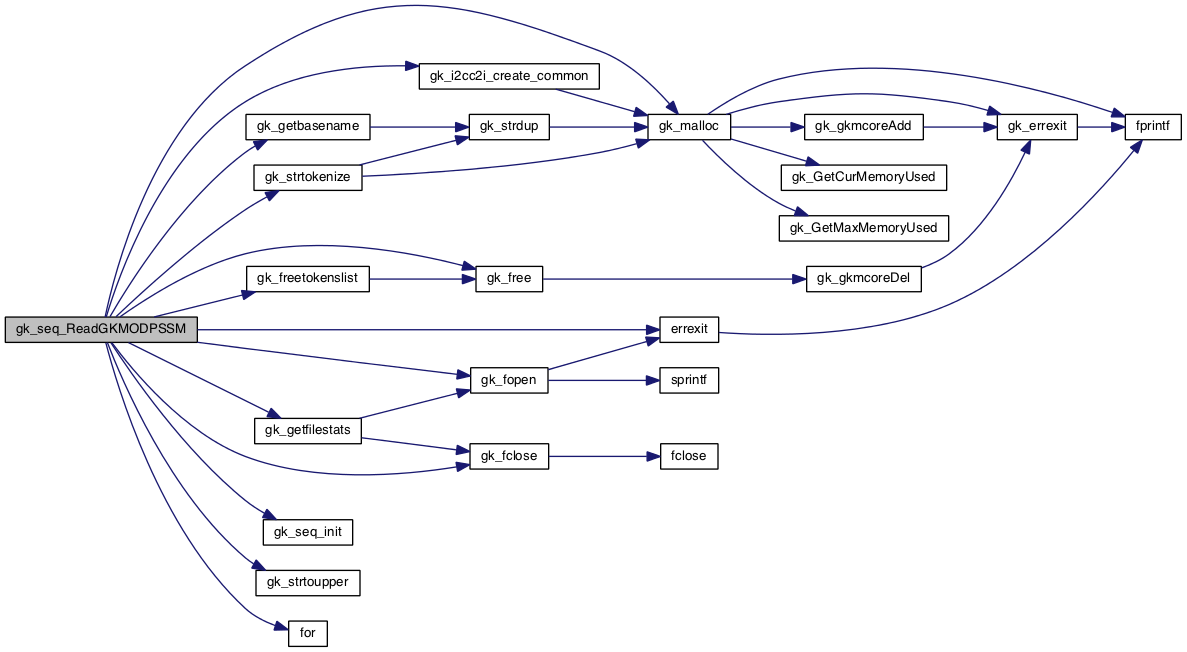 gk_i2cc2i_create_common
gk_getbasename
gk_strdup
gk_malloc
gk_gkmcoreAdd
gk_errexit
fprintf
gk_strtokenize
gk_GetCurMemoryUsed
gk_GetMaxMemoryUsed
gk_freetokenslist
gk_free
gk_gkmcoreDel
gk_seq_ReadGKMODPSSM
errexit
gk_fopen
sprintf
gk_getfilestats
gk_fclose
fclose
gk_seq_init
gk_strtoupper
for